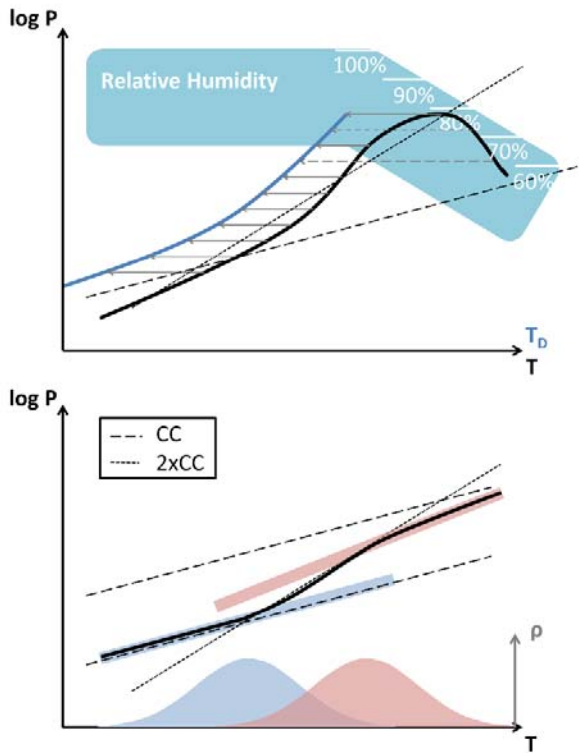 log P
Relative Humidity
100%
90%
80%
70%
60%
T_D
T
log P
CC
2xCC
ρ
T